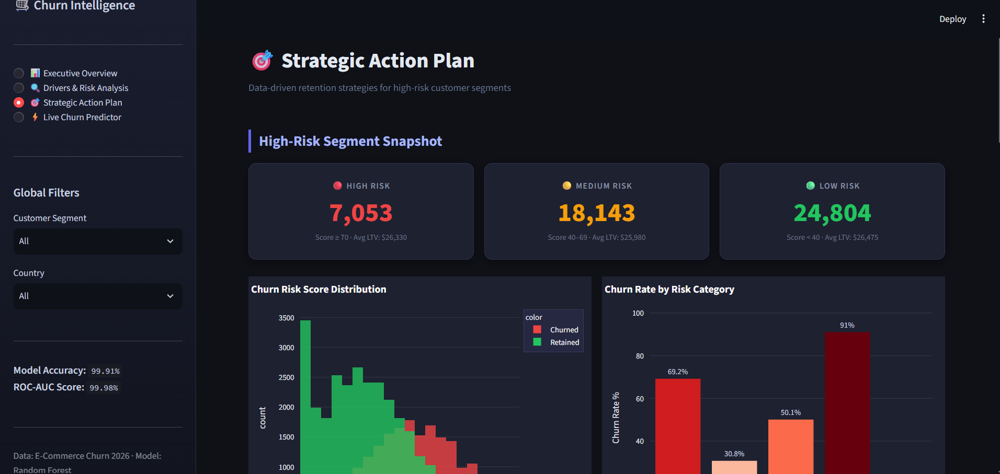 Churn Intelligence
Executive Overview
Drivers & Risk Analysis
Strategic Action Plan
Live Churn Predictor
Global Filters
Customer Segment
All
Country
All
Model Accuracy: 99.91%
ROC-AUC Score: 99.98%
Data: E-Commerce Churn 2026 · Model:
Random Forest
Deploy
Strategic Action Plan
Data-driven retention strategies for high-risk customer segments
High-Risk Segment Snapshot
HIGH RISK
7,053
Score ≥ 70 · Avg LTV: $26,330
MEDIUM RISK
18,143
Score 40–69 · Avg LTV: $25,980
LOW RISK
24,804
Score < 40 · Avg LTV: $26,475
Churn Risk Score Distribution
3500
3000
2500
2000
1500
1000
count
color
Churned
Retained
Churn Rate by Risk Category
100
80
60
40
Churn Rate %
69.2%
30.8%
50.1%
91%